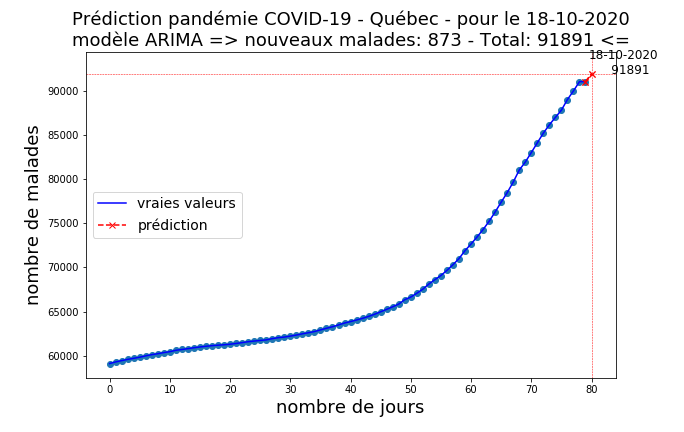 Prédiction pandémie COVID-19 - Québec - pour le 18-10-2020
modèle ARIMA => nouveaux malades: 873 - Total: 91891 <=
18-10-2020
91891
90000
85000
80000
75000
70000
65000
60000
nombre de malades
vraies valeurs
prédiction
0 10 20 30 40 50 60 70 80
nombre de jours